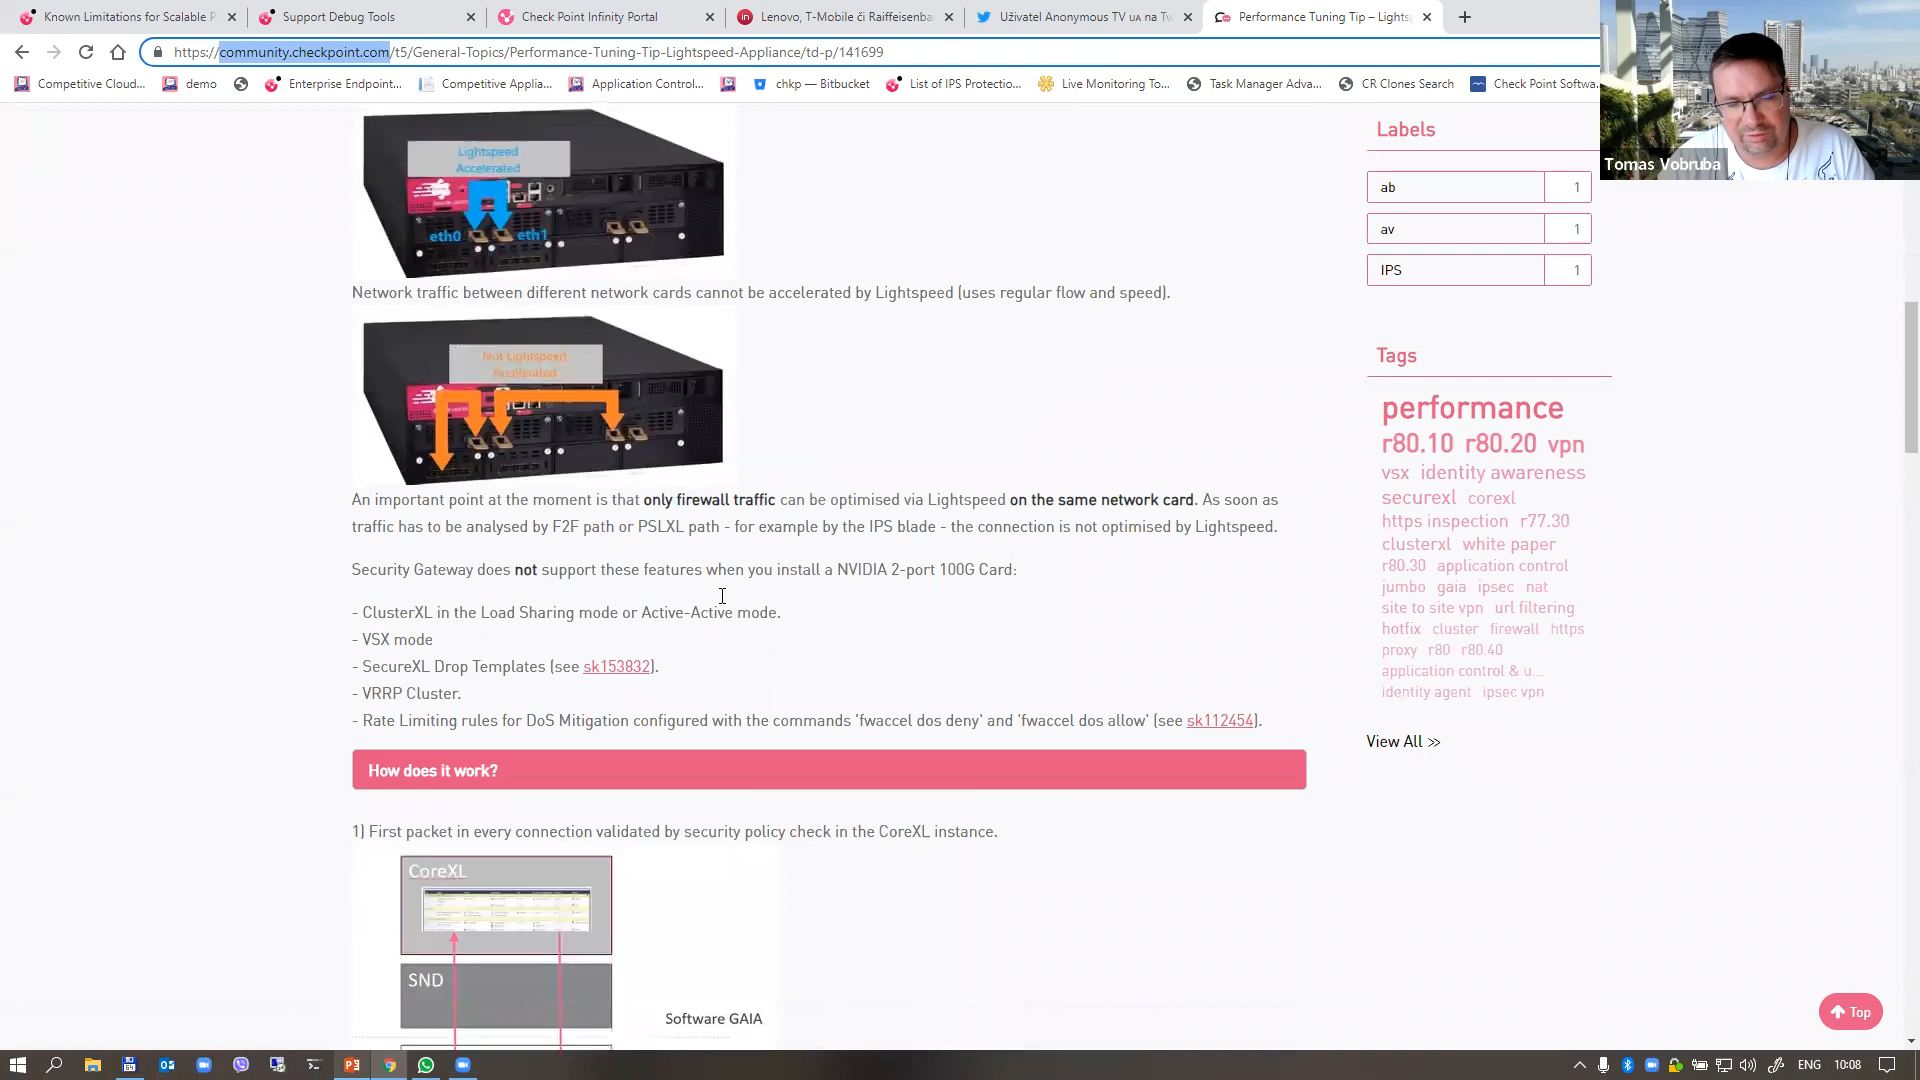 Known Limitations for Scalable P
Support Debug Tools
Check Point Infinity Portal
Lenovo, T-Mobile či Raiffeisenba
Uživatel Anonymous TV UA na Tw
Performance Tuning Tip – Lights
https://community.checkpoint.com/t5/General-Topics/Performance-Tuning-Tip-Lightspeed-Appliance/td-p/141699
Competitive Cloud...
demo
Enterprise Endpoint...
Competitive Applia...
Application Control...
chkp — Bitbucket
List of IPS Protectio...
Live Monitoring To...
Task Manager Adva...
CR Clones Search
Check Point Softwa
Tomas Vobruba
Lightspeed
Accelerated
eth0
eth1
Network traffic between different network cards cannot be accelerated by Lightspeed (uses regular flow and speed).
Not Lightspeed
Accelerated
An important point at the moment is that only firewall traffic can be optimised via Lightspeed on the same network card. As soon as
traffic has to be analysed by F2F path or PSLXL path - for example by the IPS blade - the connection is not optimised by Lightspeed.
Security Gateway does not support these features when you install a NVIDIA 2-port 100G Card:
- ClusterXL in the Load Sharing mode or Active-Active mode.
- VSX mode
- SecureXL Drop Templates (see sk153832).
- VRRP Cluster.
- Rate Limiting rules for DoS Mitigation configured with the commands 'fwaccel dos deny' and 'fwaccel dos allow' (see sk112454).
How does it work?
1) First packet in every connection validated by security policy check in the CoreXL instance.
CoreXL
SND
Software GAIA
Labels
ab 1
av 1
IPS 1
Tags
performance
r80.10 r80.20 vpn
vsx identity awareness
securexl corexl
https inspection r77.30
clusterxl white paper
r80.30 application control
jumbo gaia ipsec nat
site to site vpn url filtering
hotfix cluster firewall https
proxy r80 r80.40
application control & u...
identity agent ipsec vpn
View All
Top
ENG
10:08